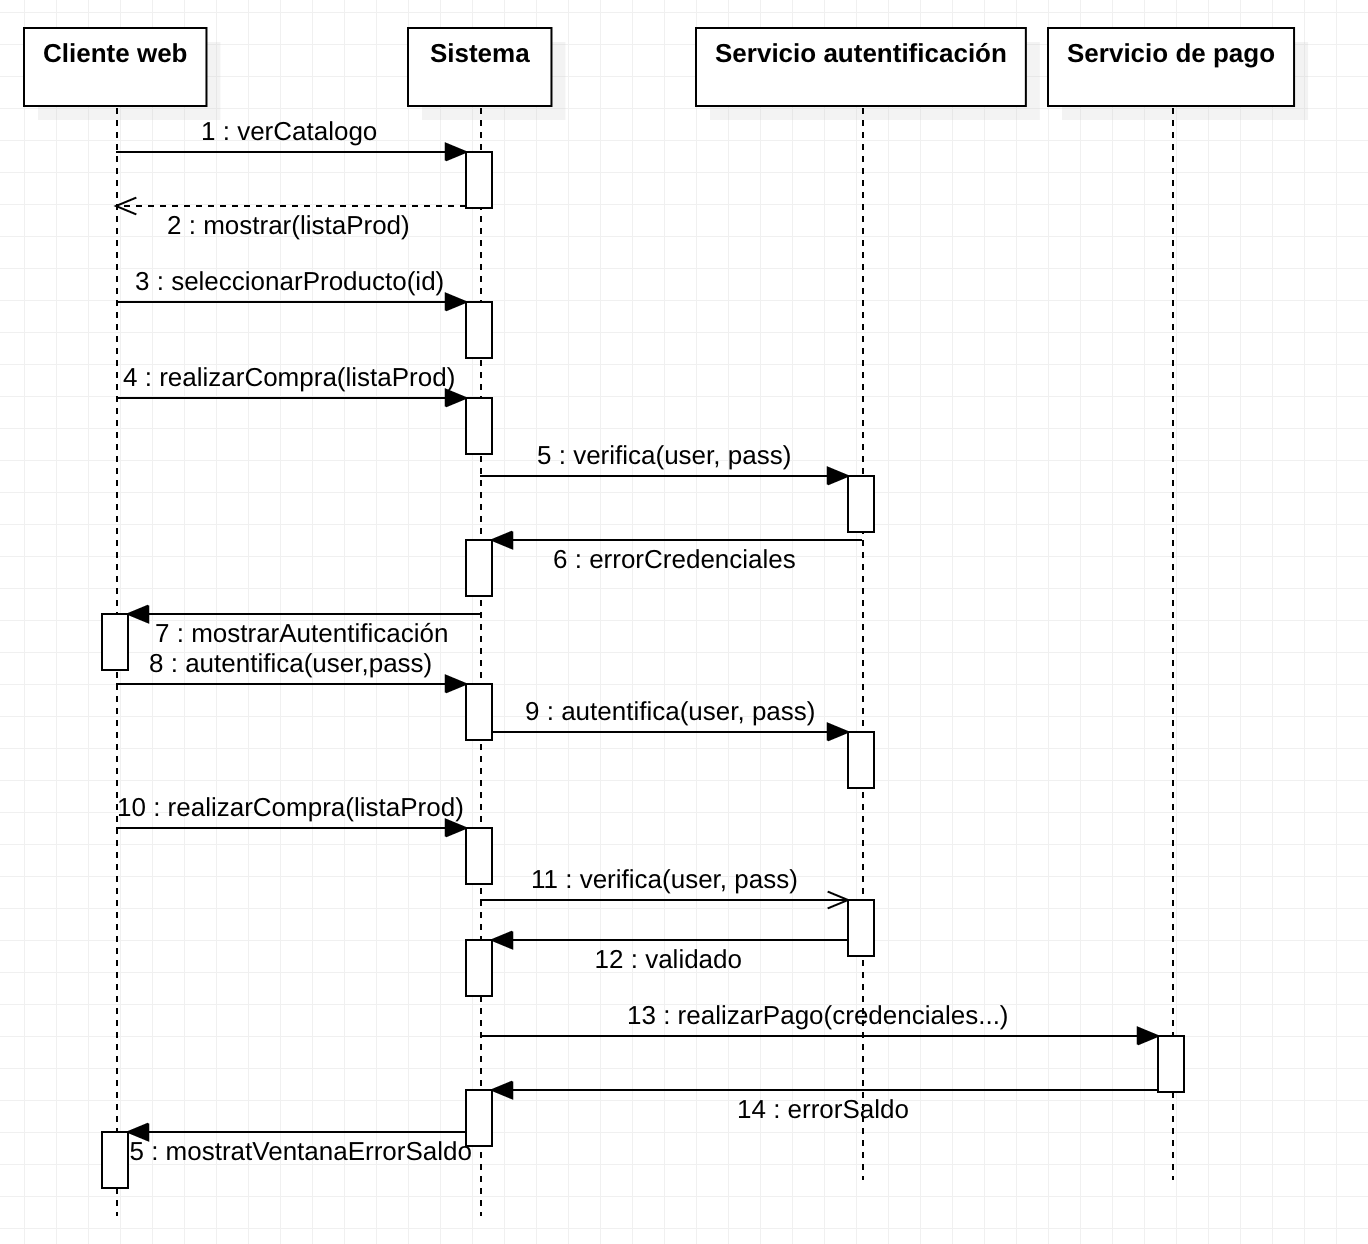 Cliente web
Sistema
Servicio autentificación
Servicio de pago
1 : verCatalogo
2 : mostrar(listaProd)
3 : seleccionarProducto(id)
4 : realizarCompra(listaProd)
5 : verifica(user, pass)
6 : errorCredenciales
7 : mostrarAutentificación
8 : autentifica(user,pass)
9 : autentifica(user, pass)
10 : realizarCompra(listaProd)
11 : verifica(user, pass)
12 : validado
13 : realizarPago(credenciales...)
14 : errorSaldo
5 : mostratVentanaErrorSaldo